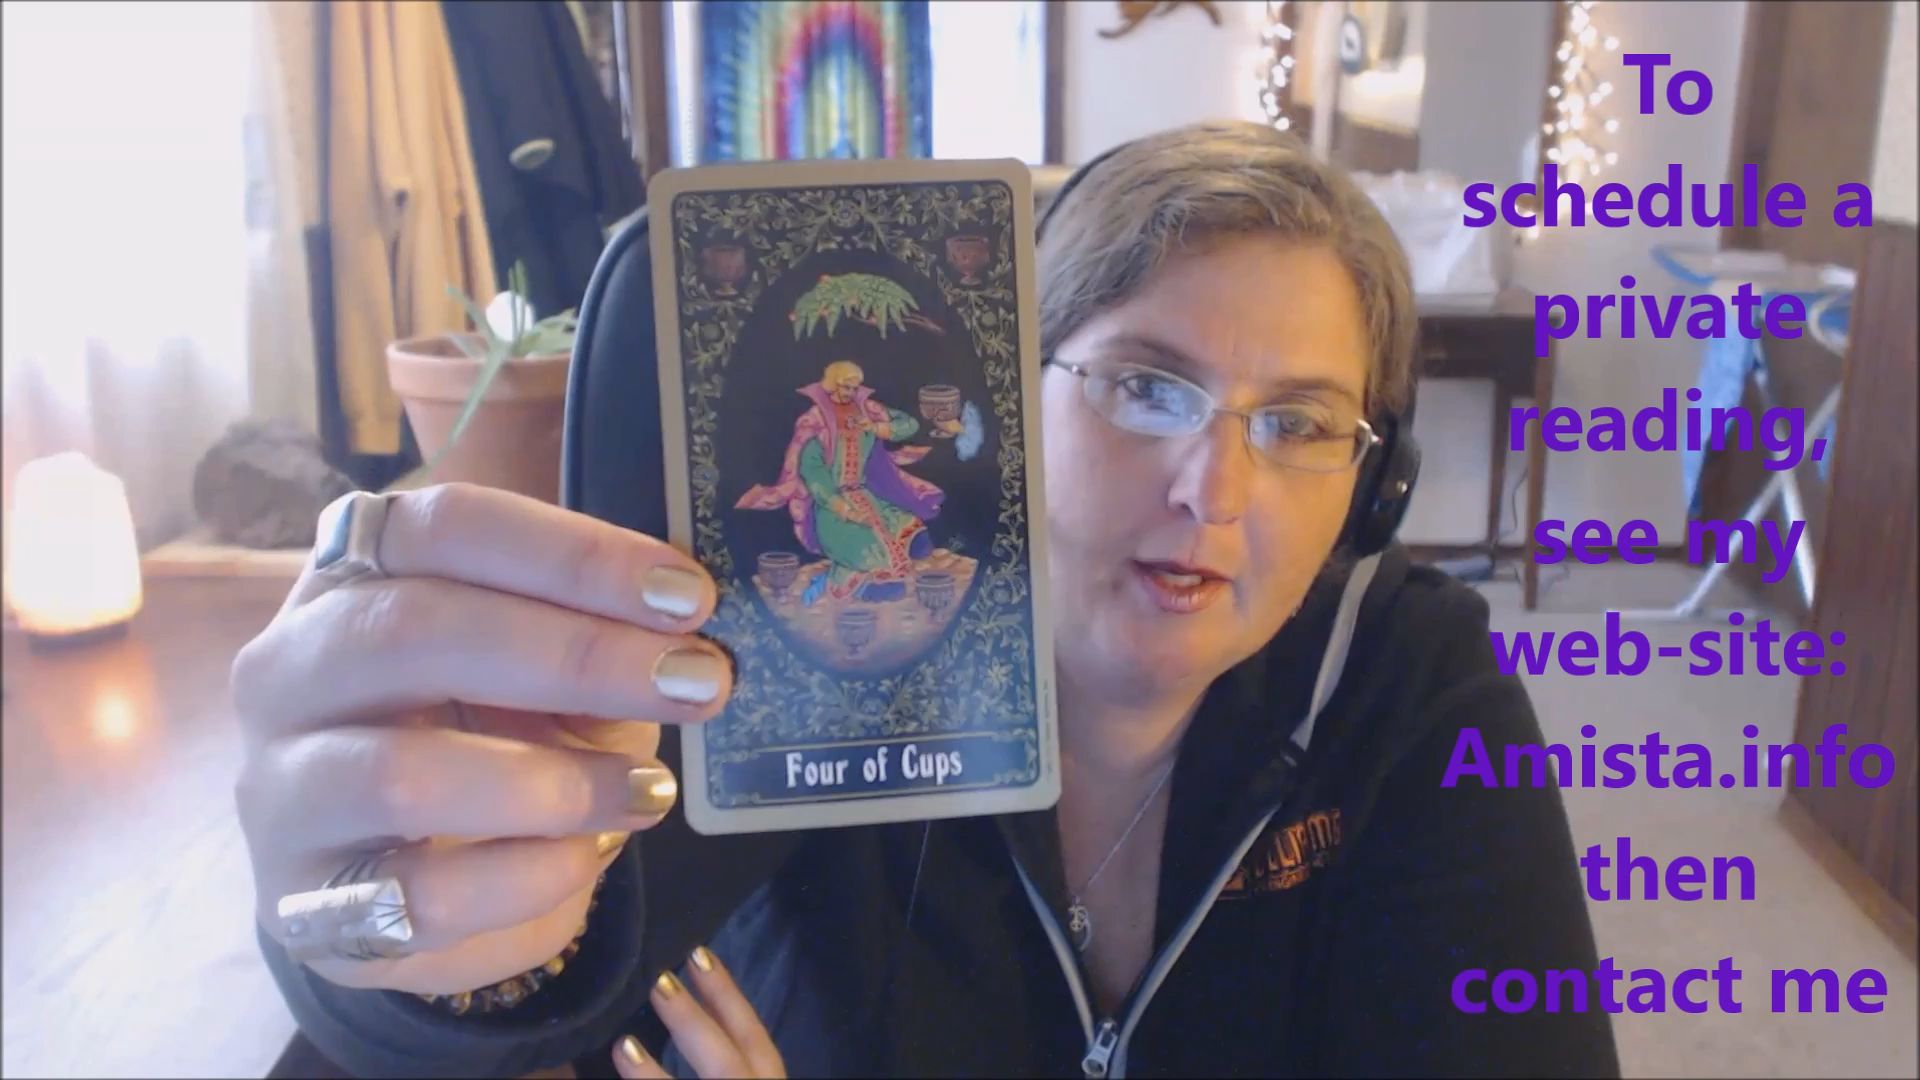 To
schedule a
private
reading,
see my
web-site:
Amista.info
then
contact me
Four of Cups